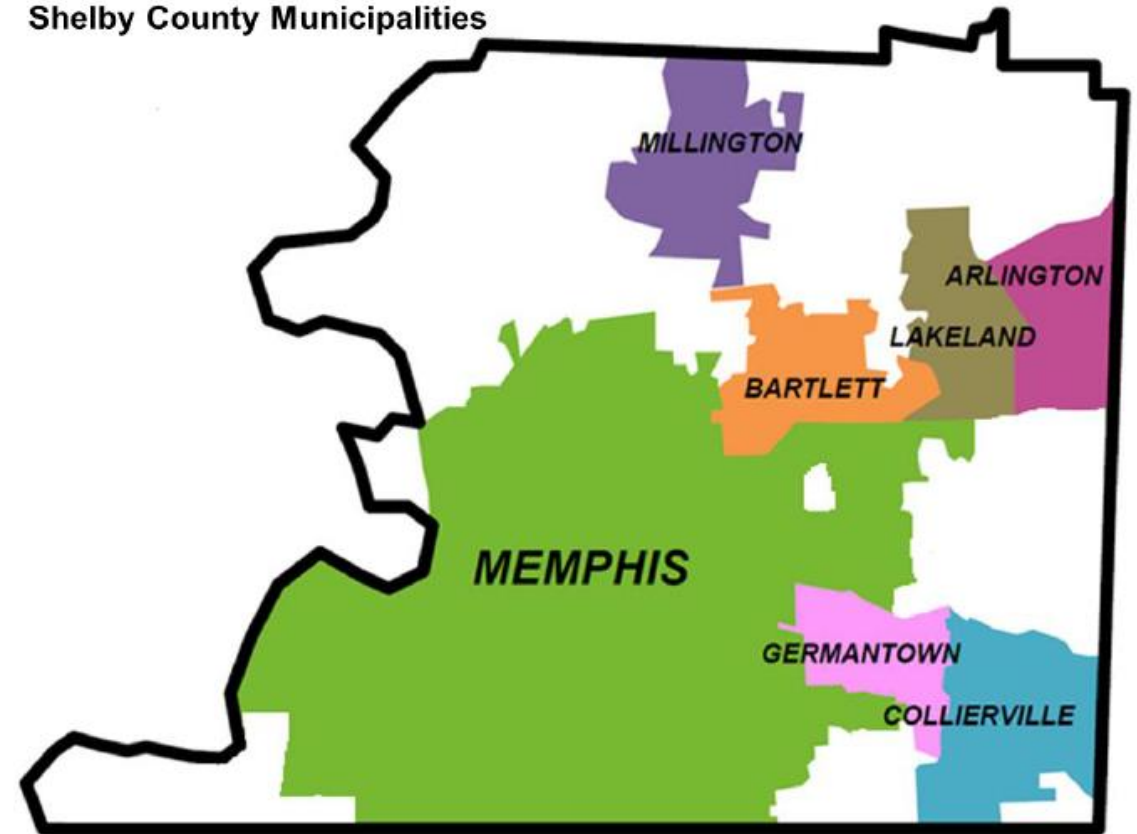 Shelby County Municipalities
MILLINGTON
ARLINGTON
LAKELAND
BARTLETT
MEMPHIS
GERMANTOWN
COLLIERVILLE